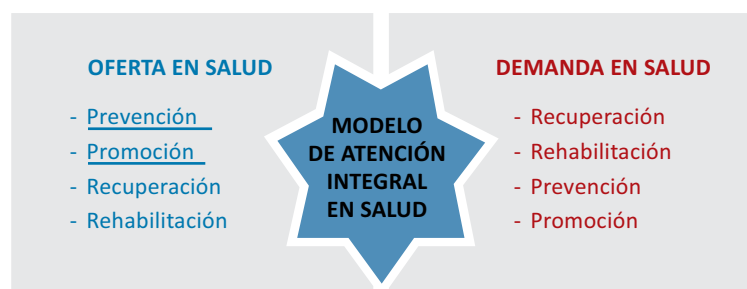 OFERTA EN SALUD
- Prevención
- Promoción
- Recuperación
- Rehabilitación
MODELO
DE ATENCIÓN
INTEGRAL
EN SALUD
DEMANDA EN SALUD
- Recuperación
- Rehabilitación
- Prevención
- Promoción